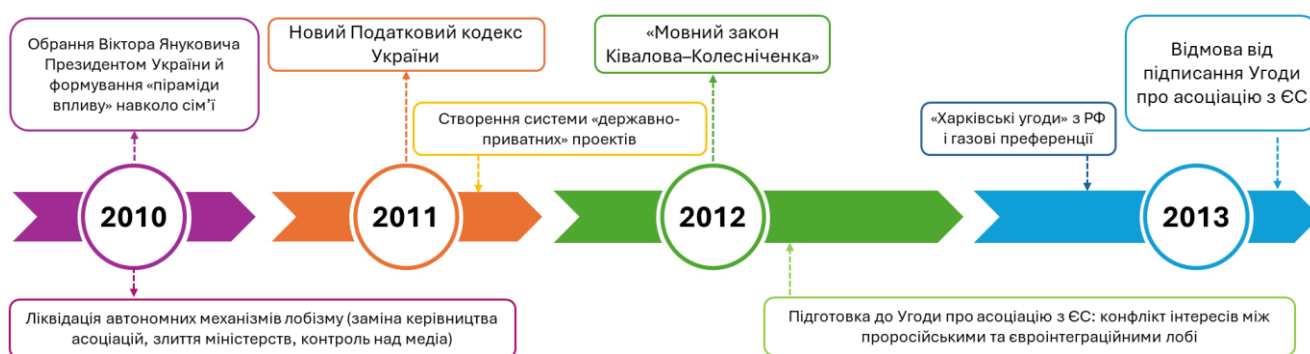 Обрання Віктора Януковича
Президентом України й
формування «піраміди
впливу» навколо сім’ї
Новий Податковий кодекс
України
Створення системи «державно-
приватних» проектів
«Мовний закон
Ківалова–Колесніченка»
«Харківські угоди» з РФ
і газові преференції
Відмова від
підписання Угоди
про асоціацію з ЄС
2010
2011
2012
2013
Ліквідація автономних механізмів лобізму (заміна керівництва
асоціацій, злиття міністерств, контроль над медіа)
Підготовка до Угоди про асоціацію з ЄС: конфлікт інтересів між
проросійськими та євроінтеграційними лобі